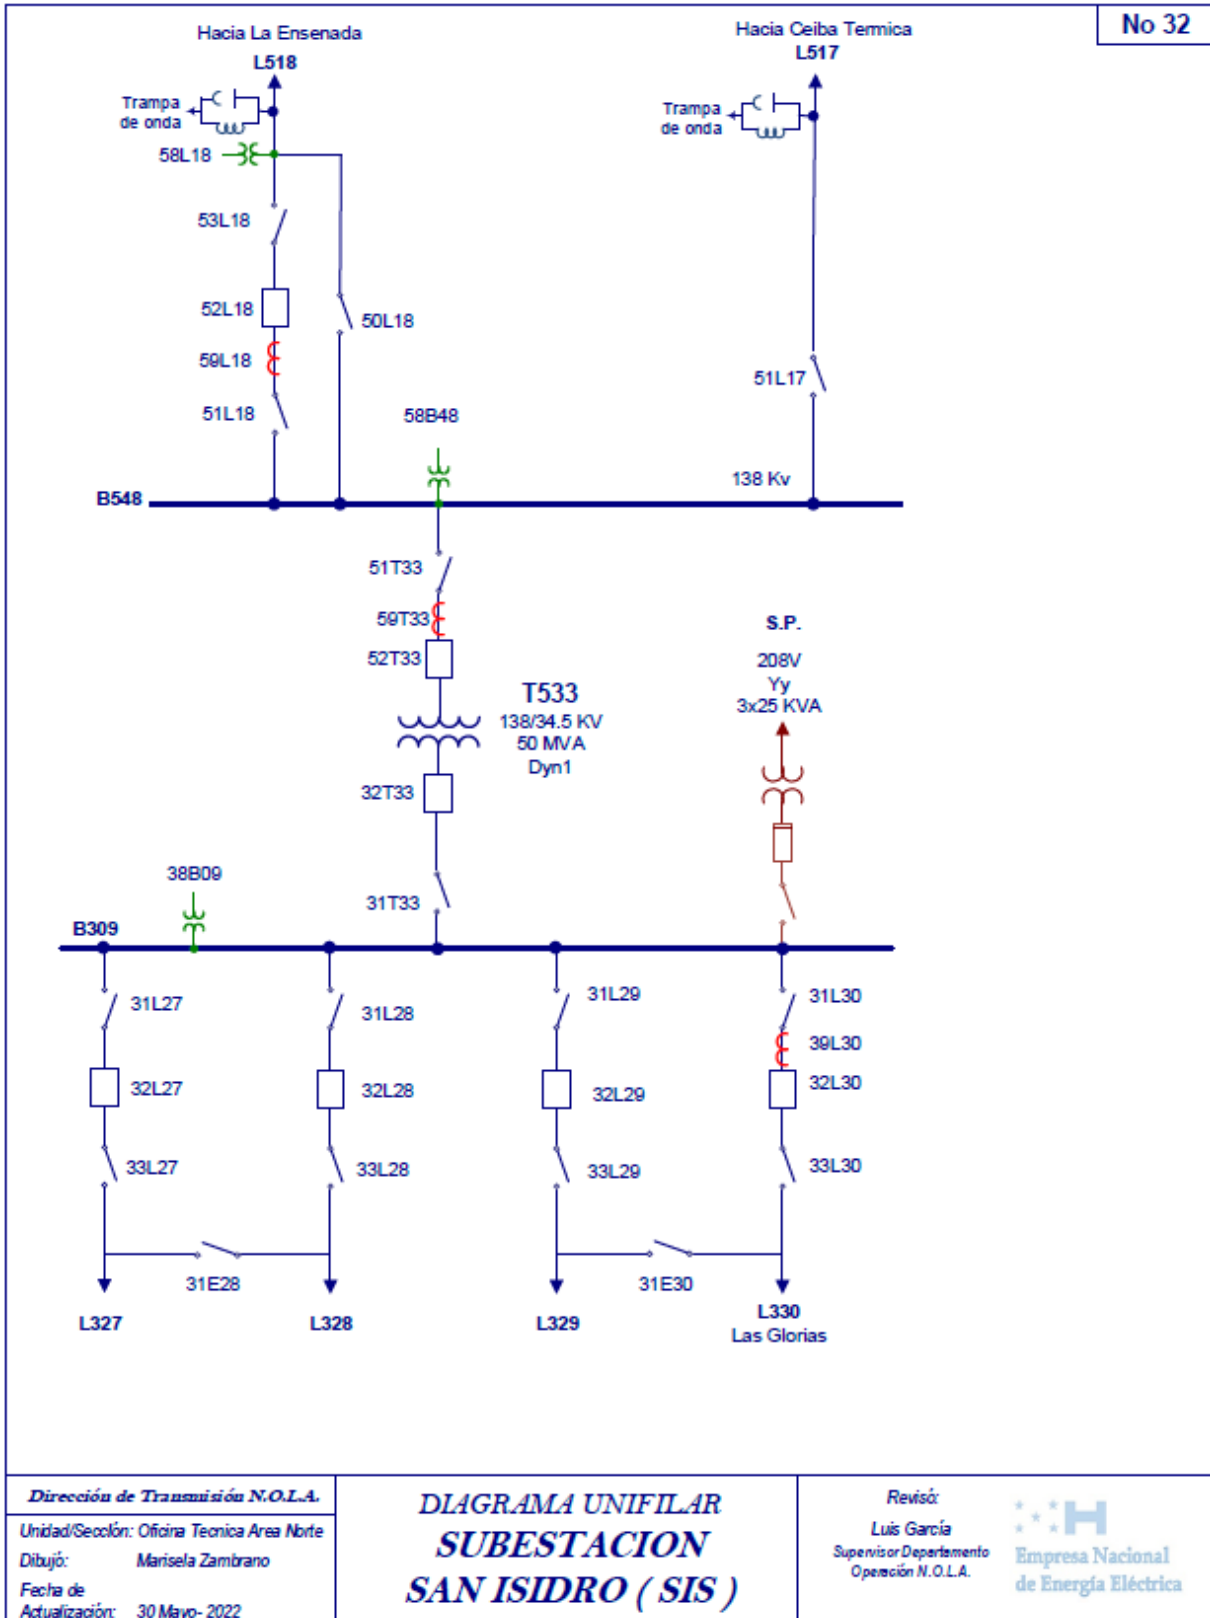 No 32
Hacia La Ensenada
L518
Hacia Ceiba Termica
L517
Trampa
de onda
Trampa
de onda
58L18
53L18
52L18
50L18
59L18
51L17
51L18
58B48
138 Kv
B548
51T33
59T33
52T33
T533
138/34.5 KV
50 MVA
Dyn1
S.P.
208V
Yy
3x25 KVA
32T33
38B09
31T33
B309
31L27
31L28
31L29
31L30
39L30
32L27
32L28
32L29
32L30
33L27
33L28
33L29
33L30
31E28
31E30
L327
L328
L329
L330
Las Glorias
Dirección de Transmisión N.O.L.A.
Unidad/Sección: Oficina Tecnica Area Norte
Dibujó: Marisela Zambrano
Fecha de
Actualización: 30 Mayo- 2022
DIAGRAMA UNIFILAR
SUBESTACION
SAN ISIDRO ( SIS )
Revisó:
Luis García
Supervisor Departamento
Operación N.O.L.A.
Empresa Nacional
de Energía Eléctrica